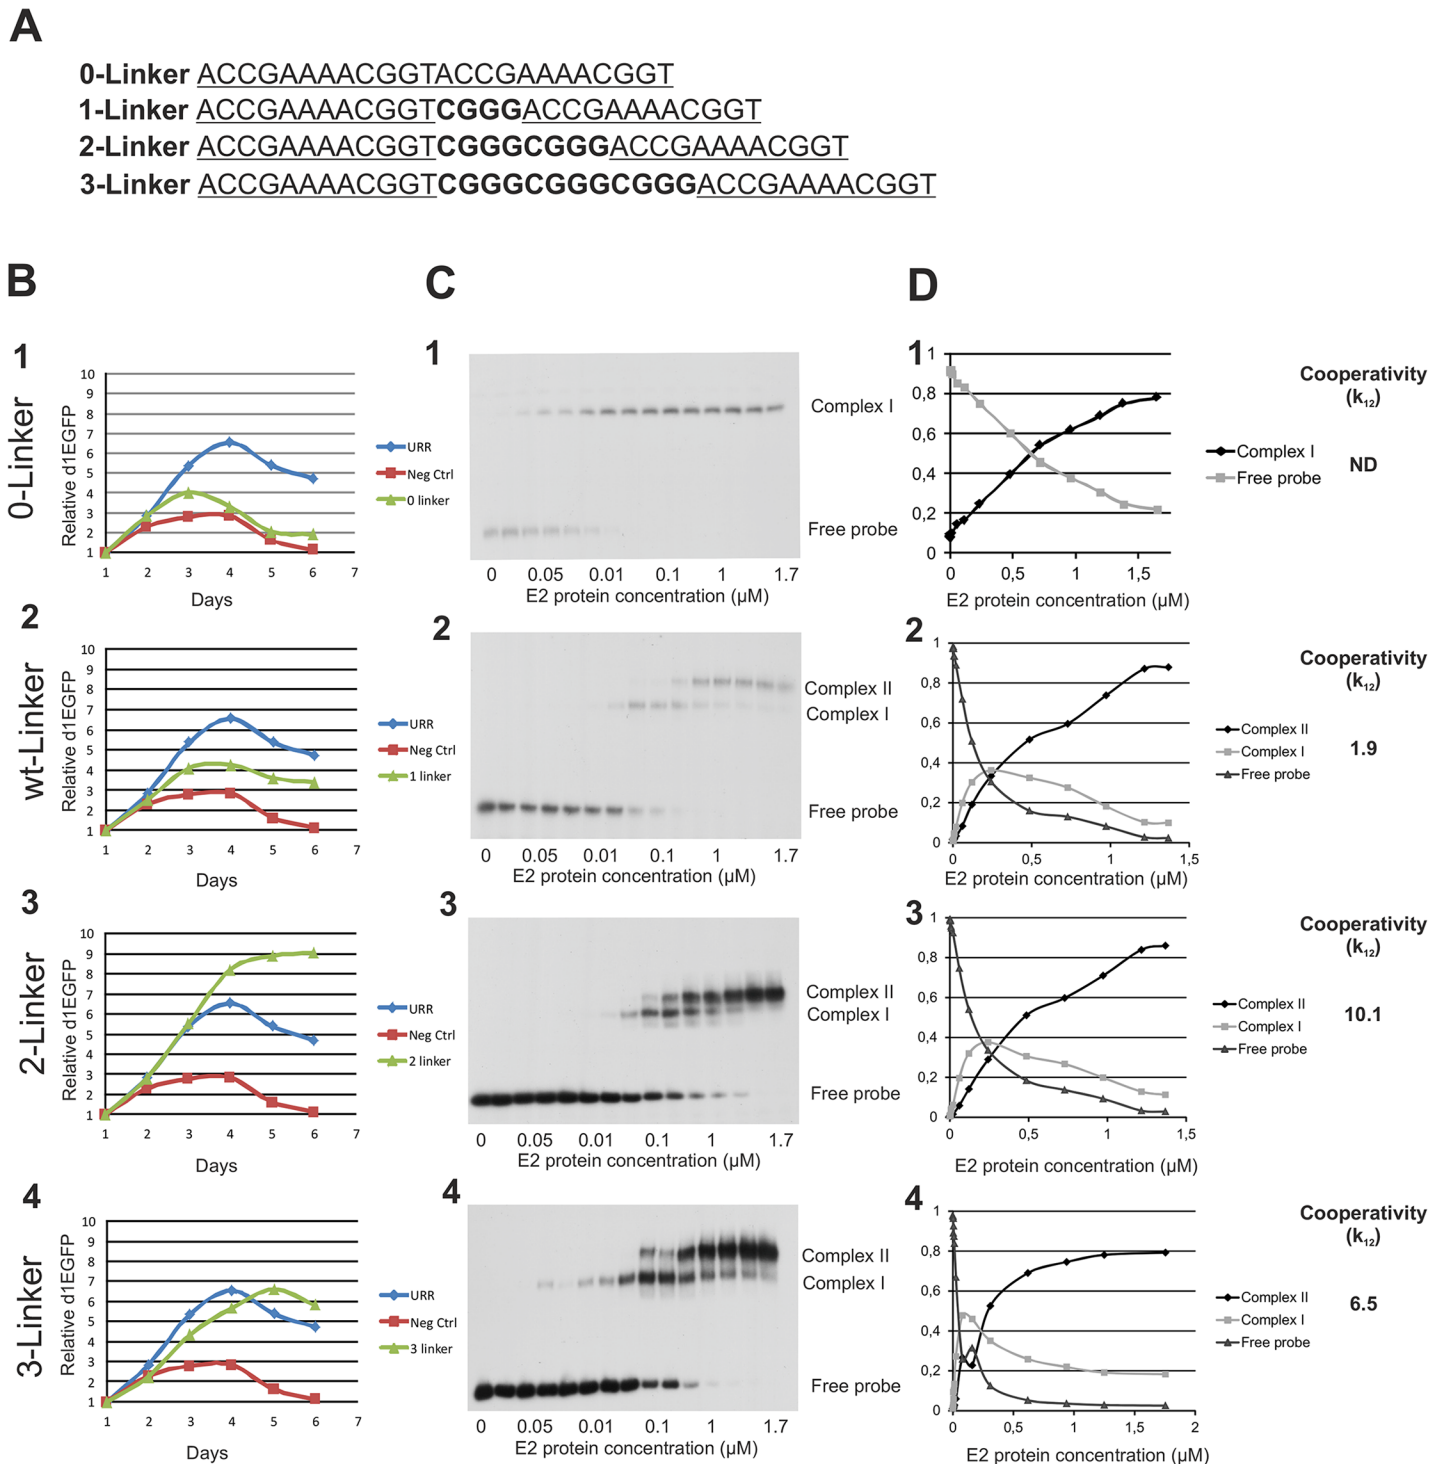 A
0-Linker ACCGAAAACGGTACCGAAAACGGT
1-Linker ACCGAAAACGGTCGGGACCGAAAACGGT
2-Linker ACCGAAAACGGTCGGGCGGGACCGAAAACGGT
3-Linker ACCGAAAACGGTCGGGCGGGCGGGACCGAAAACGGT
B
C
D
1
0-Linker
Relative d1EGFP
10
9
8
7
6
5
4
3
2
1
1 2 3 4 5 6 7
Days
URR
Neg Ctrl
0 linker
1
Complex I
Free probe
0 0.05 0.01 0.1 1 1.7
E2 protein concentration (µM)
1
1
0,8
0,6
0,4
0,2
0
0 0,5 1 1,5
E2 protein concentration (µM)
Complex I
Free probe
Cooperativity
(k12)
ND
2
wt-Linker
Relative d1EGFP
10
9
8
7
6
5
4
3
2
1
1 2 3 4 5 6 7
Days
URR
Neg Ctrl
1 linker
2
Complex II
Complex I
Free probe
0 0.05 0.01 0.1 1 1.7
E2 protein concentration (µM)
2
1
0,8
0,6
0,4
0,2
0
0 0,5 1 1,5
E2 protein concentration (µM)
Complex II
Complex I
Free probe
Cooperativity
(k12)
1.9
3
2-Linker
Relative d1EGFP
10
9
8
7
6
5
4
3
2
1
1 2 3 4 5 6 7
Days
URR
Neg Ctrl
2 linker
3
Complex II
Complex I
Free probe
0 0.05 0.01 0.1 1 1.7
E2 protein concentration (µM)
3
1
0,8
0,6
0,4
0,2
0
0 0,5 1 1,5
E2 protein concentration (µM)
Complex II
Complex I
Free probe
Cooperativity
(k12)
10.1
4
3-Linker
Relative d1EGFP
10
9
8
7
6
5
4
3
2
1
1 2 3 4 5 6 7
Days
URR
Neg Ctrl
3 linker
4
Complex II
Complex I
Free probe
0 0.05 0.01 0.1 1 1.7
E2 protein concentration (µM)
4
1
0,8
0,6
0,4
0,2
0
0 0,5 1 1,5 2
E2 protein concentration (µM)
Complex II
Complex I
Free probe
Cooperativity
(k12)
6.5